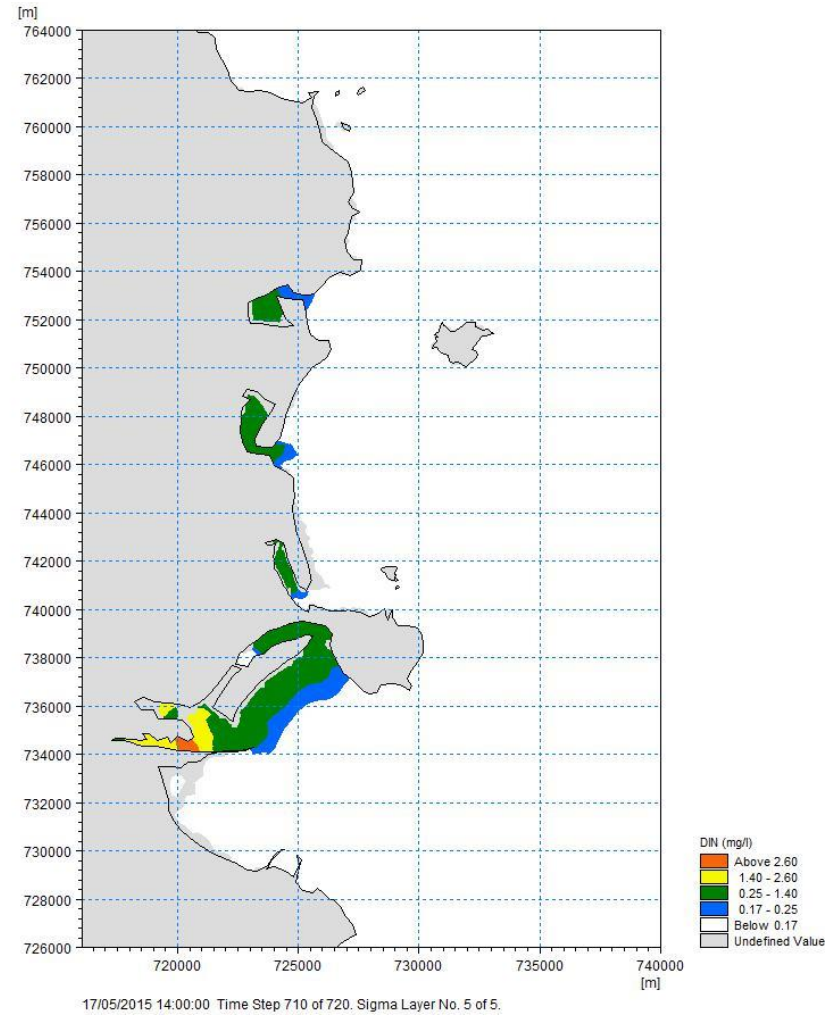 [m]
764000
762000
760000
758000
756000
754000
752000
750000
748000
746000
744000
742000
740000
738000
736000
734000
732000
730000
728000
726000
720000 725000 730000 735000 740000
[m]
DIN (mg/l)
Above 2.60
1.40 - 2.60
0.25 - 1.40
0.17 - 0.25
Below 0.17
Undefined Value
17/05/2015 14:00:00 Time Step 710 of 720. Sigma Layer No. 5 of 5.